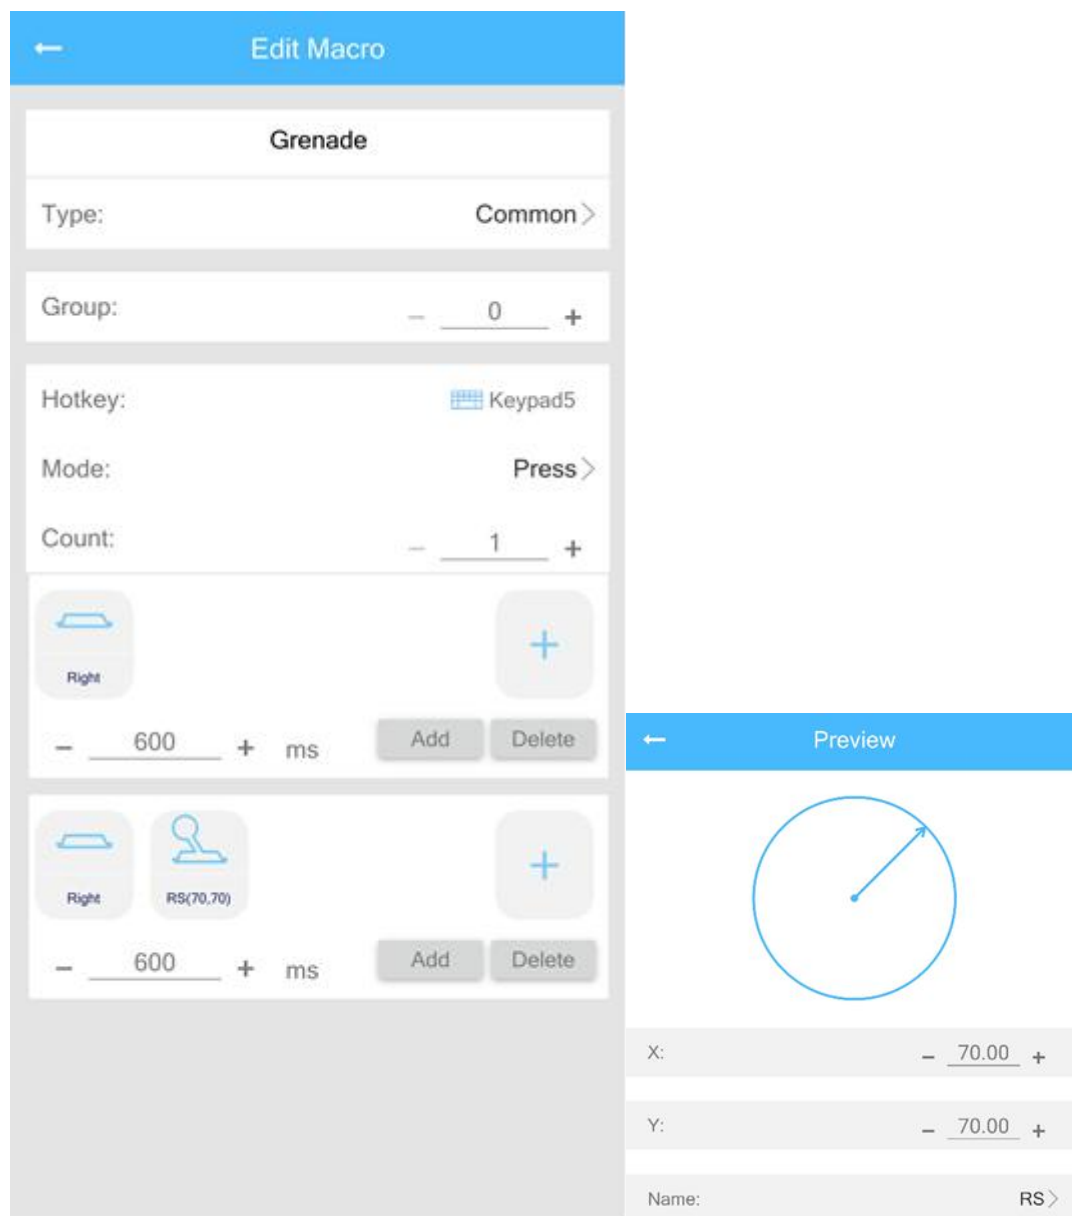 Edit Macro
Grenade
Type: Common
Group: − 0 +
Hotkey: Keypad5
Mode: Press
Count: − 1 +
+
Right
− 600 + ms Add Delete
+
Right RS(70,70)
− 600 + ms Add Delete
Preview
X: − 70.00 +
Y: − 70.00 +
Name: RS